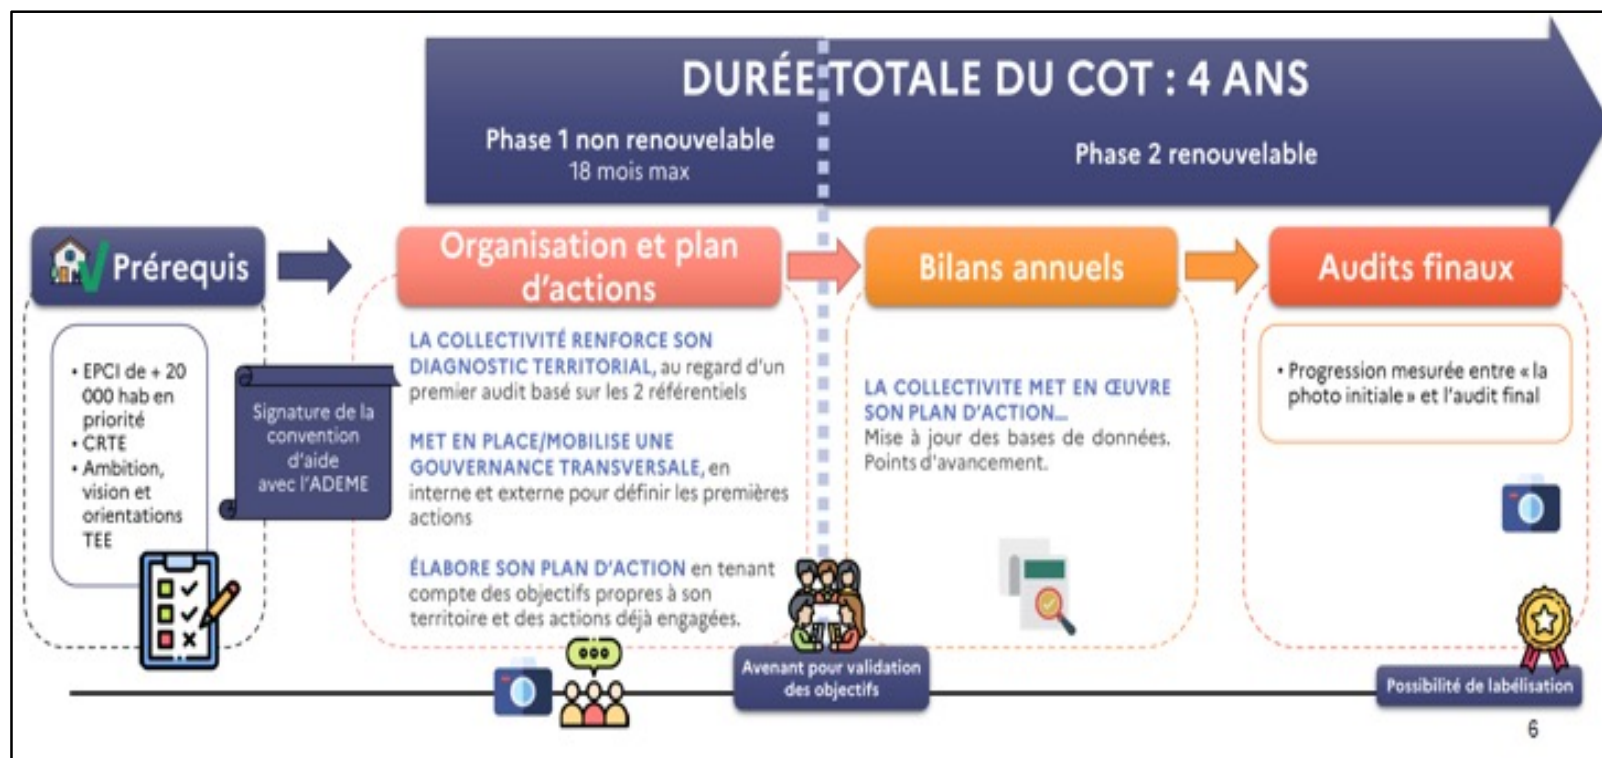 DURÉE TOTALE DU COT : 4 ANS
Phase 1 non renouvelable
18 mois max
Phase 2 renouvelable
Prérequis
Organisation et plan
d'actions
Bilans annuels
Audits finaux
• EPCI de + 20
000 hab en
priorité
• CRTE
• Ambition,
vision et
orientations
TEE
Signature de la
convention
d'aide
avec l'ADEME
LA COLLECTIVITÉ RENFORCE SON
DIAGNOSTIC TERRITORIAL, au regard d'un
premier audit basé sur les 2 référentiels
MET EN PLACE/MOBILISE UNE
GOUVERNANCE TRANSVERSALE, en
interne et externe pour définir les premières
actions
ÉLABORE SON PLAN D'ACTION en tenant
compte des objectifs propres à son
territoire et des actions déjà engagées.
LA COLLECTIVITE MET EN ŒUVRE
SON PLAN D'ACTION...
Mise à jour des bases de données.
Points d'avancement.
• Progression mesurée entre « la
photo initiale » et l'audit final
Avenant pour validation
des objectifs
Possibilité de labélisation
6